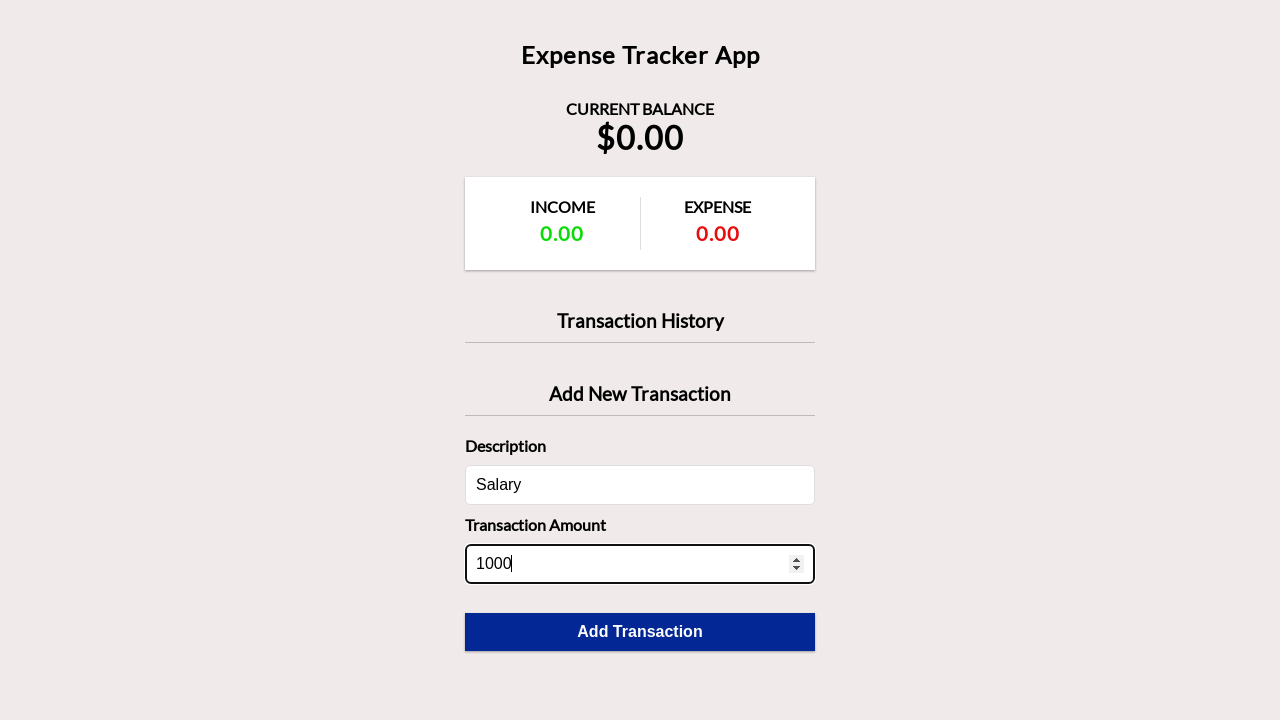 Expense Tracker App
CURRENT BALANCE
$0.00
INCOME
0.00
EXPENSE
0.00
Transaction History
Add New Transaction
Description
Salary
Transaction Amount
1000
Add Transaction